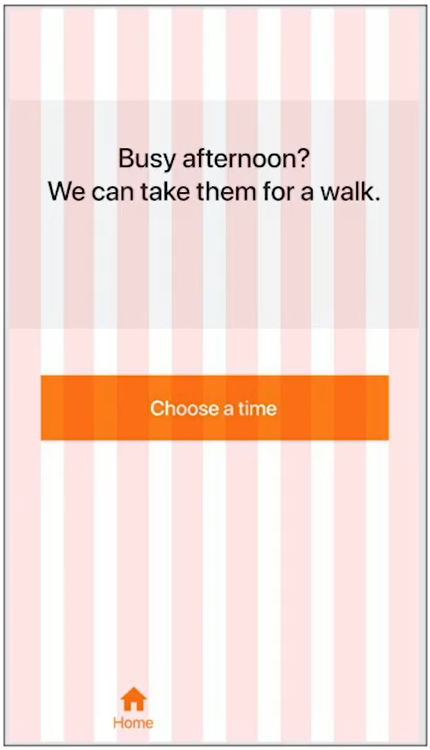 Busy afternoon?
We can take them for a walk.
Choose a time
Home